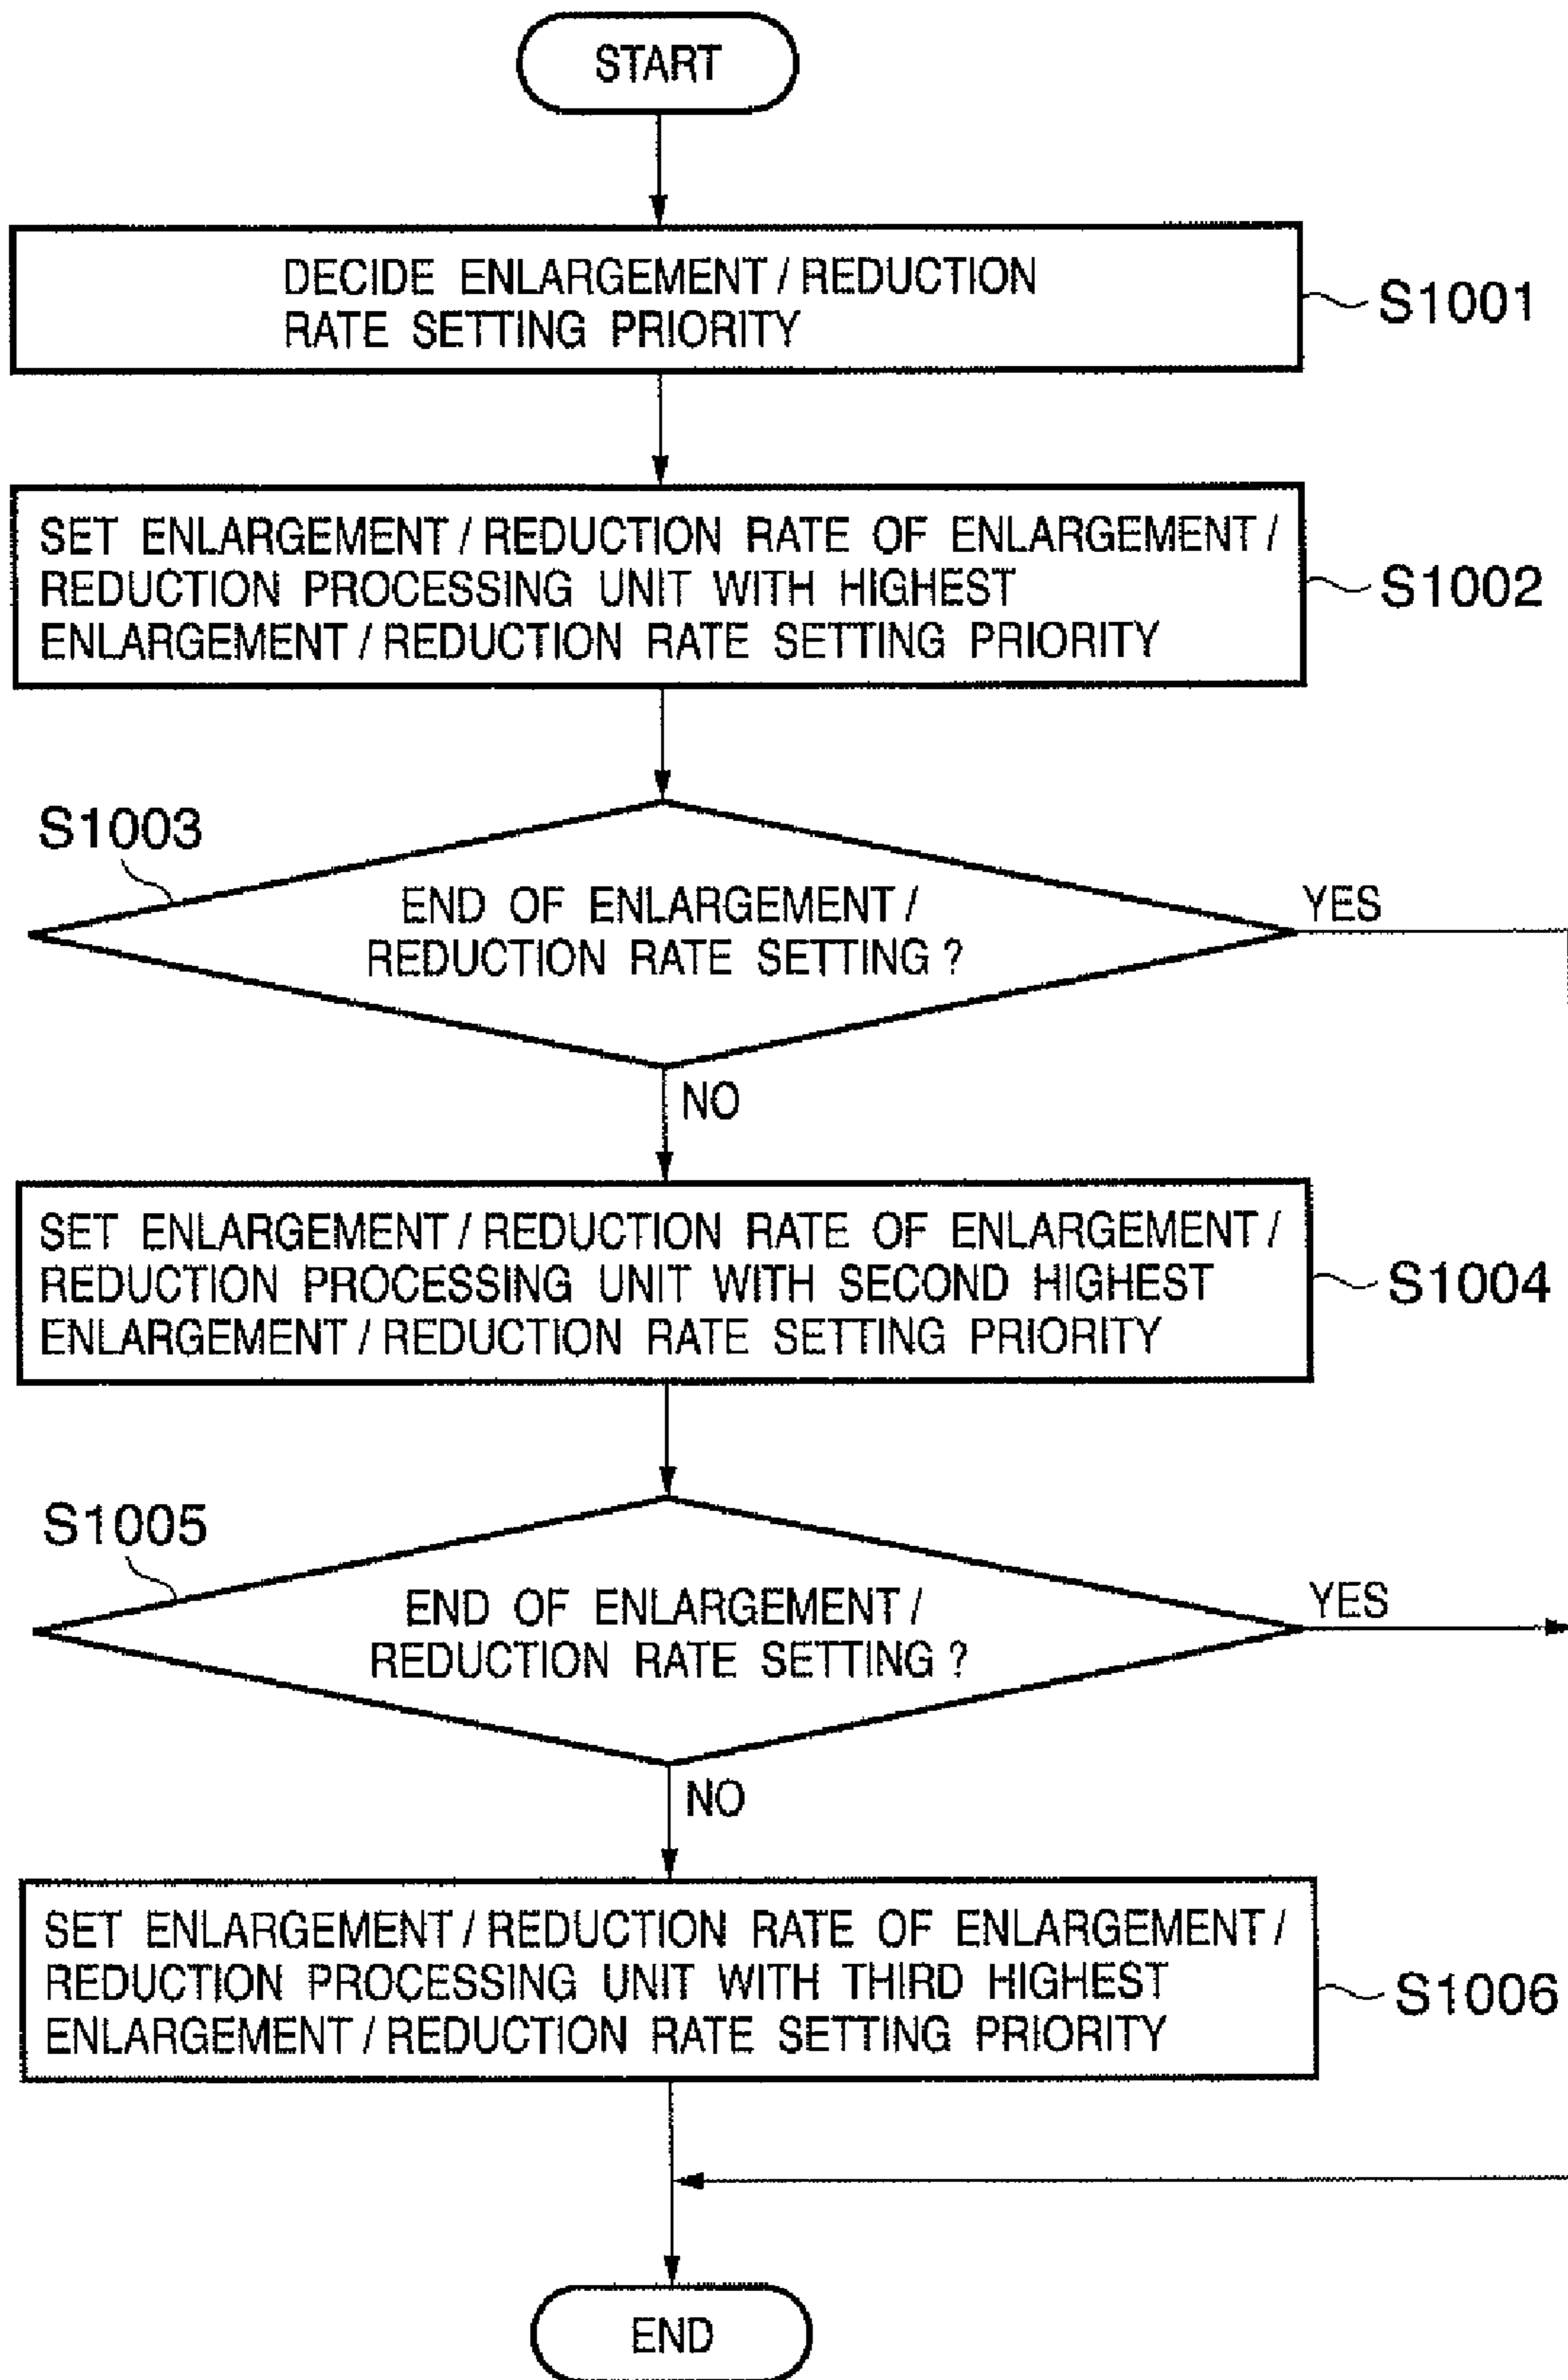 START
DECIDE ENLARGEMENT / REDUCTION
RATE SETTING PRIORITY
S1001
SET ENLARGEMENT / REDUCTION RATE OF ENLARGEMENT /
REDUCTION PROCESSING UNIT WITH HIGHEST
ENLARGEMENT / REDUCTION RATE SETTING PRIORITY
S1002
S1003
END OF ENLARGEMENT /
REDUCTION RATE SETTING ?
YES
NO
SET ENLARGEMENT / REDUCTION RATE OF ENLARGEMENT /
REDUCTION PROCESSING UNIT WITH SECOND HIGHEST
ENLARGEMENT / REDUCTION RATE SETTING PRIORITY
S1004
S1005
END OF ENLARGEMENT /
REDUCTION RATE SETTING ?
YES
NO
SET ENLARGEMENT / REDUCTION RATE OF ENLARGEMENT /
REDUCTION PROCESSING UNIT WITH THIRD HIGHEST
ENLARGEMENT / REDUCTION RATE SETTING PRIORITY
S1006
END